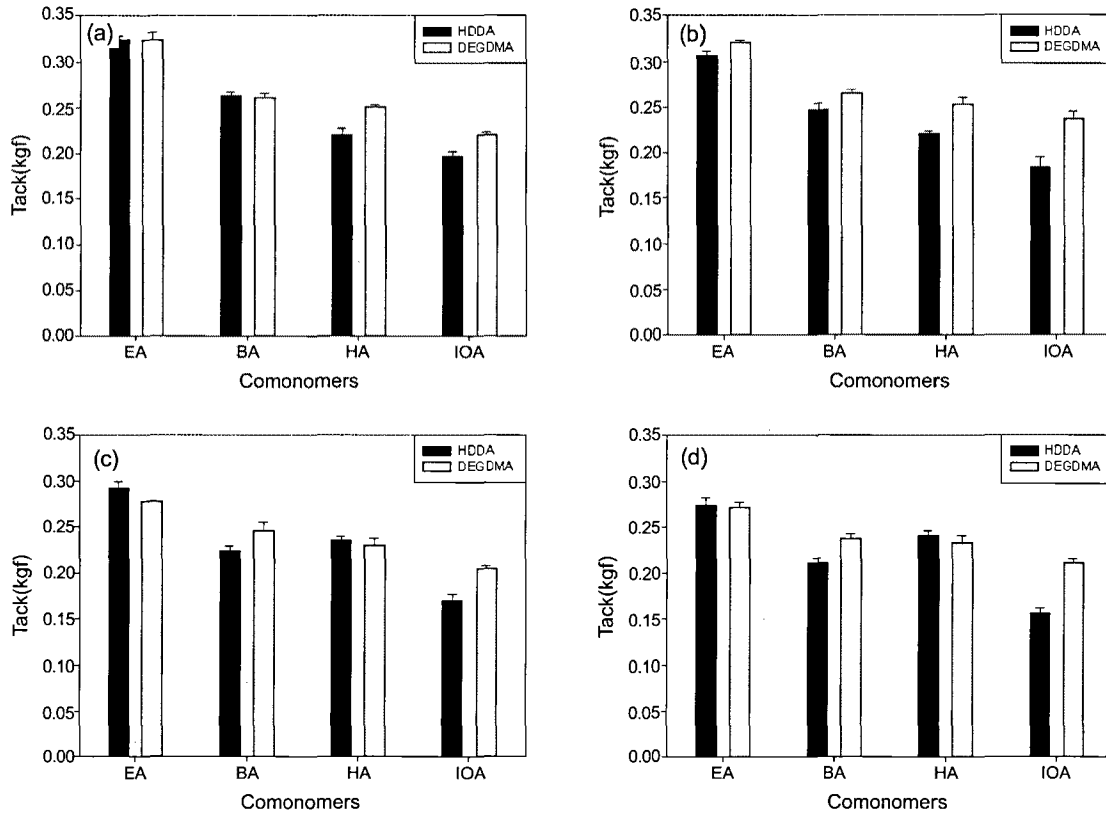 (a)
HDDA
DEGDMA
0.35
0.30
0.25
0.20
0.15
0.10
0.05
0.00
Tack(kgf)
EA BA HA IOA
Comonomers
(b)
HDDA
DEGDMA
0.35
0.30
0.25
0.20
0.15
0.10
0.05
0.00
Tack(kgf)
EA BA HA IOA
Comonomers
(c)
HDDA
DEGDMA
0.35
0.30
0.25
0.20
0.15
0.10
0.05
0.00
Tack(kgf)
EA BA HA IOA
Comonomers
(d)
HDDA
DEGDMA
0.35
0.30
0.25
0.20
0.15
0.10
0.05
0.00
Tack(kgf)
EA BA HA IOA
Comonomers